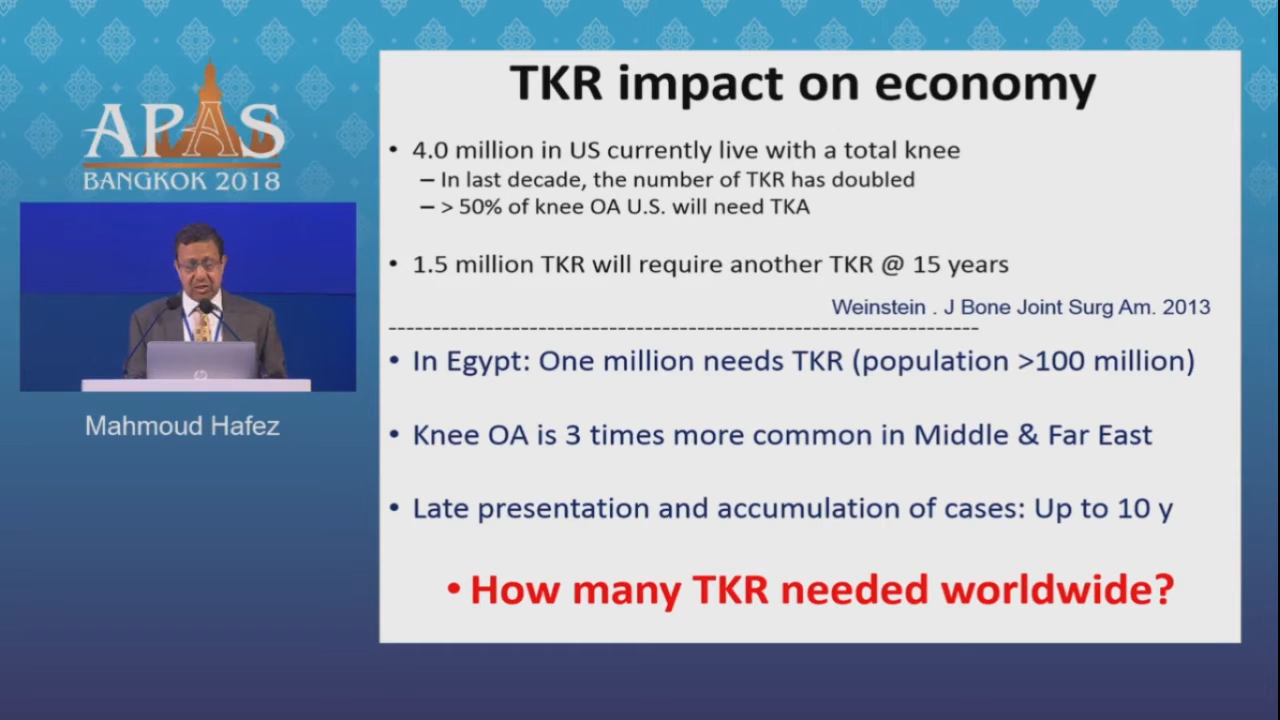 APAS
BANGKOK 2018
Mahmoud Hafez
TKR impact on economy
• 4.0 million in US currently live with a total knee
– In last decade, the number of TKR has doubled
– > 50% of knee OA U.S. will need TKA
• 1.5 million TKR will require another TKR @ 15 years
Weinstein . J Bone Joint Surg Am. 2013
• In Egypt: One million needs TKR (population >100 million)
• Knee OA is 3 times more common in Middle & Far East
• Late presentation and accumulation of cases: Up to 10 y
• How many TKR needed worldwide?